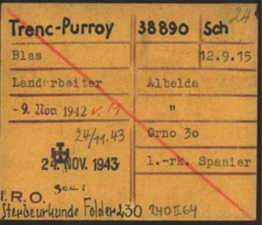 24
Trenc-Purroy 38890 Sch
Blas 12.9.15
Landarbeiter Albelda
- 9. Nov. 1942 "
24/11.43 Orno 30
24. NOV. 1943 l.-rk. Spanier
gez:
I.R.O.
Sterbeurkunde Folder 230